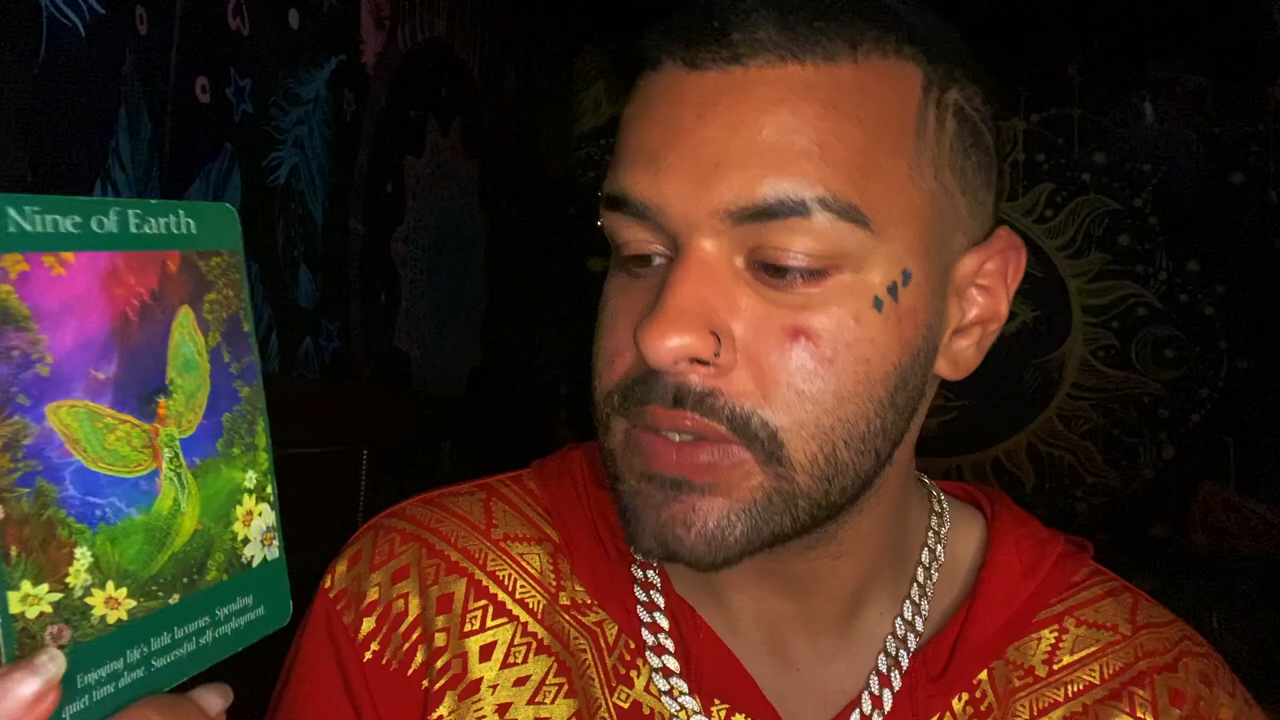 Nine of Earth
Enjoying life's little luxuries. Spending
quiet time alone. Successful self-employment.